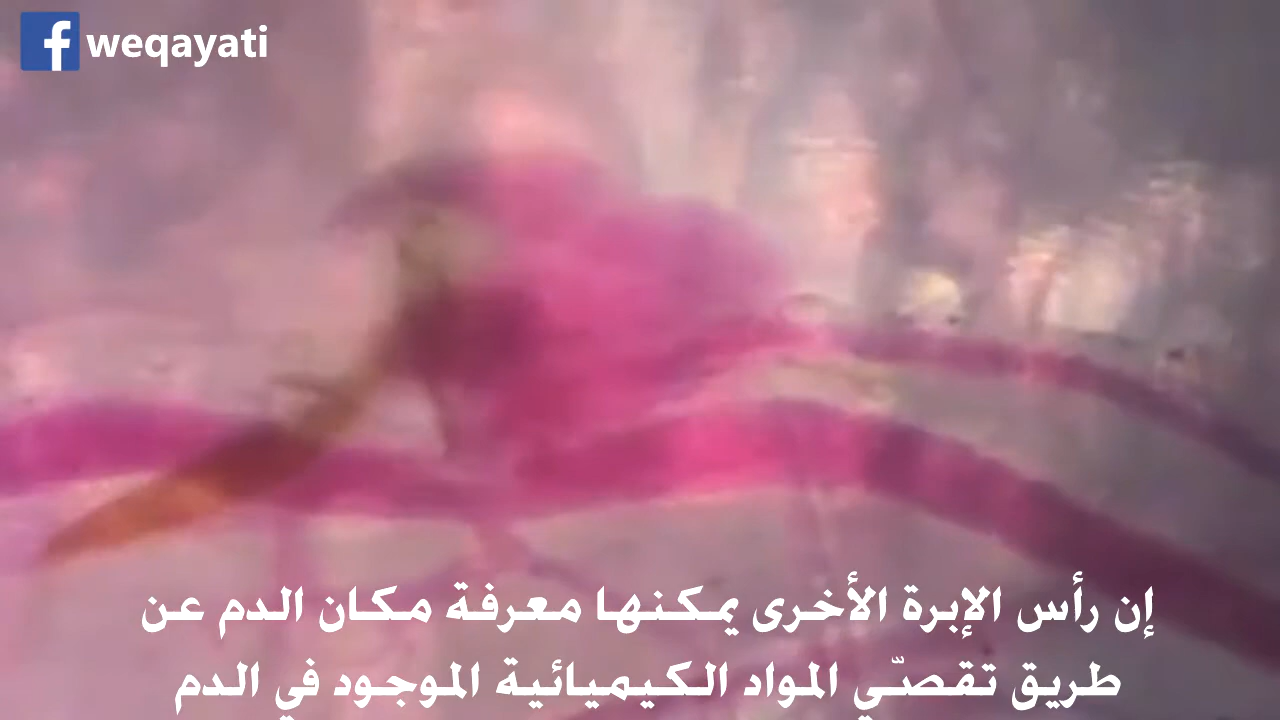 weqayati
إن رأس الإبرة الأخرى يمكنها معرفة مكان الدم عن
طريق تقصّي المواد الكيميائية الموجود في الدم